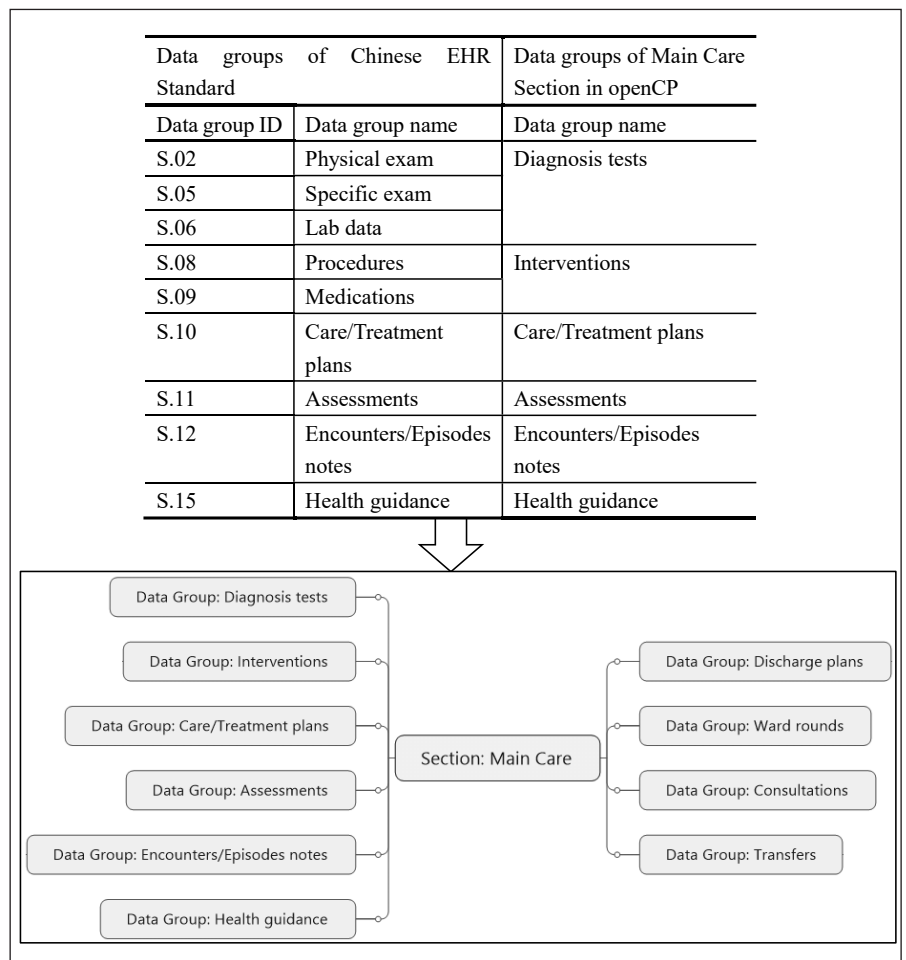 Data groups of Chinese EHR
Standard
Data groups of Main Care
Section in openCP
Data group ID
Data group name
Data group name
S.02
Physical exam
Diagnosis tests
S.05
Specific exam
S.06
Lab data
S.08
Procedures
Interventions
S.09
Medications
S.10
Care/Treatment
plans
Care/Treatment plans
S.11
Assessments
Assessments
S.12
Encounters/Episodes
notes
Encounters/Episodes
notes
S.15
Health guidance
Health guidance
Data Group: Diagnosis tests
Data Group: Interventions
Data Group: Care/Treatment plans
Data Group: Assessments
Data Group: Encounters/Episodes notes
Data Group: Health guidance
Section: Main Care
Data Group: Discharge plans
Data Group: Ward rounds
Data Group: Consultations
Data Group: Transfers